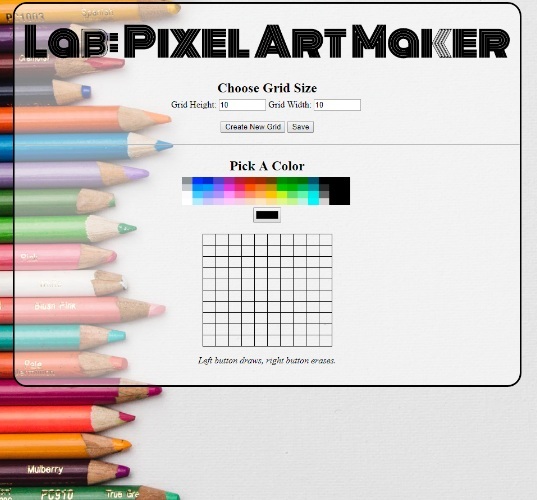 Lab: Pixel Art Maker
Choose Grid Size
Grid Height: 10 Grid Width: 10
Create New Grid Save
Pick A Color
Left button draws, right button erases.
Mulberry
PC910 True Gre